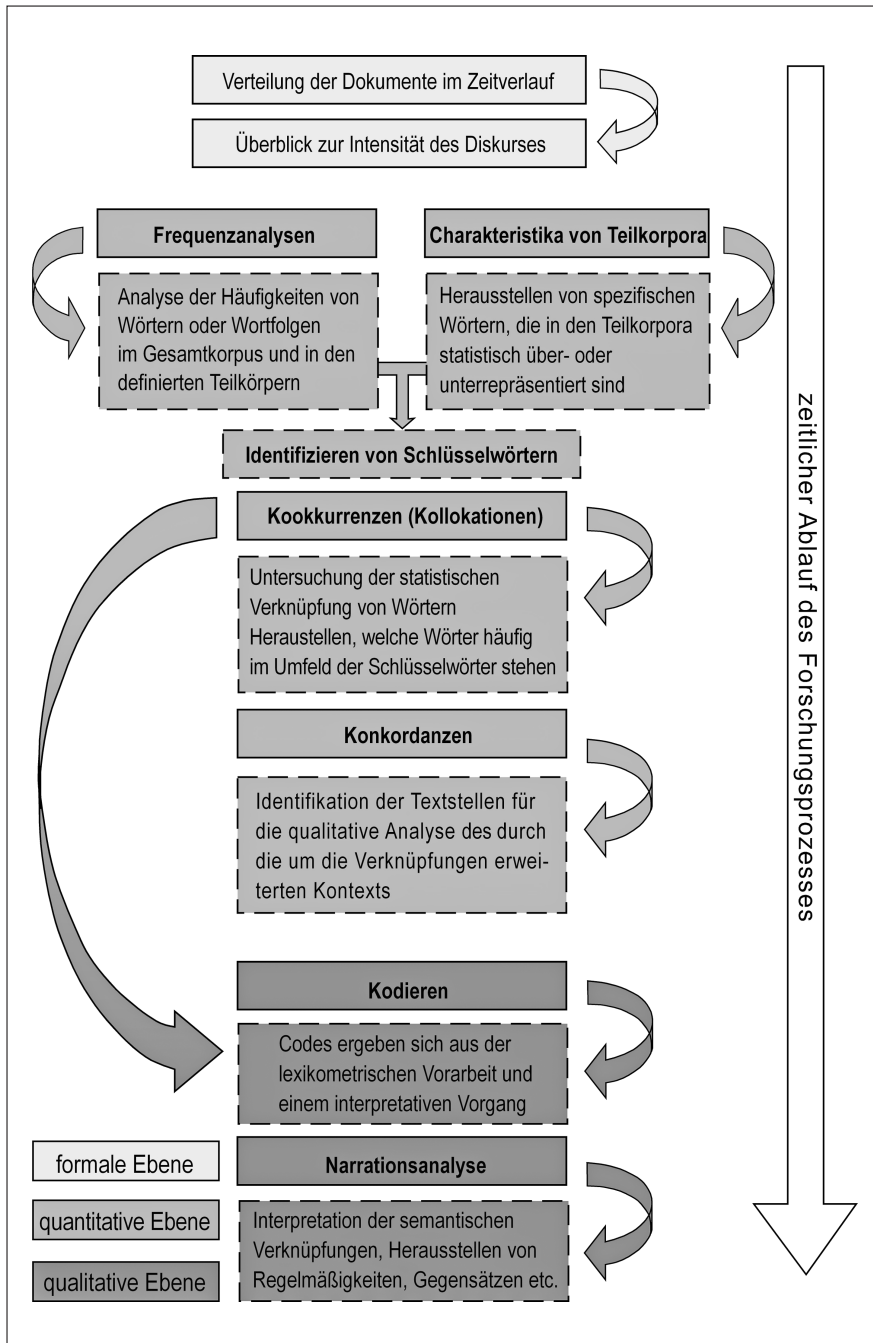 Verteilung der Dokumente im Zeitverlauf
Überblick zur Intensität des Diskurses
Frequenzanalysen
Analyse der Häufigkeiten von
Wörtern oder Wortfolgen
im Gesamtkorpus und in den
definierten Teilkörpern
Charakteristika von Teilkorpora
Herausstellen von spezifischen
Wörtern, die in den Teilkorpora
statistisch über- oder
unterrepräsentiert sind
Identifizieren von Schlüsselwörtern
Kookkurrenzen (Kollokationen)
Untersuchung der statistischen
Verknüpfung von Wörtern
Heraustellen, welche Wörter häufig
im Umfeld der Schlüsselwörter stehen
Konkordanzen
Identifikation der Textstellen für
die qualitative Analyse des durch
die um die Verknüpfungen erwei-
terten Kontexts
Kodieren
Codes ergeben sich aus der
lexikometrischen Vorarbeit und
einem interpretativen Vorgang
Narrationsanalyse
Interpretation der semantischen
Verknüpfungen, Herausstellen von
Regelmäßigkeiten, Gegensätzen etc.
formale Ebene
quantitative Ebene
qualitative Ebene
zeitlicher Ablauf des Forschungsprozesses